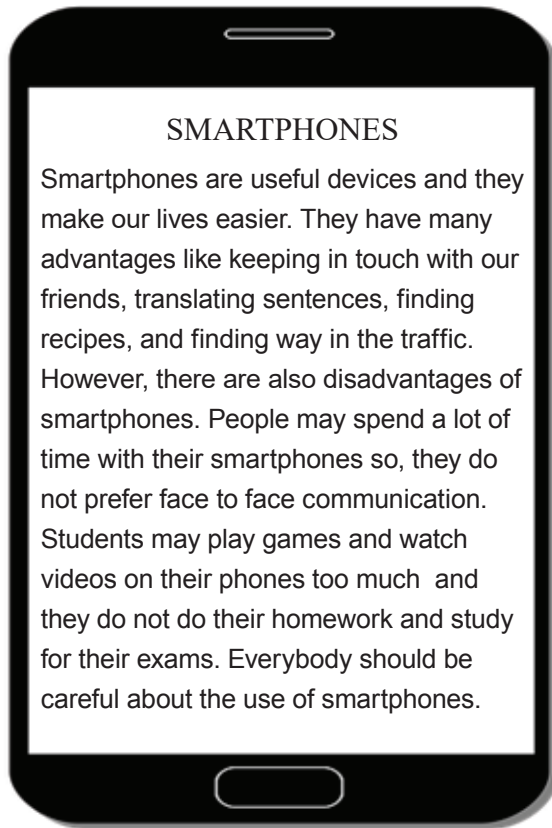 SMARTPHONES
Smartphones are useful devices and they
make our lives easier. They have many
advantages like keeping in touch with our
friends, translating sentences, finding
recipes, and finding way in the traffic.
However, there are also disadvantages of
smartphones. People may spend a lot of
time with their smartphones so, they do
not prefer face to face communication.
Students may play games and watch
videos on their phones too much  and
they do not do their homework and study
for their exams. Everybody should be
careful about the use of smartphones.